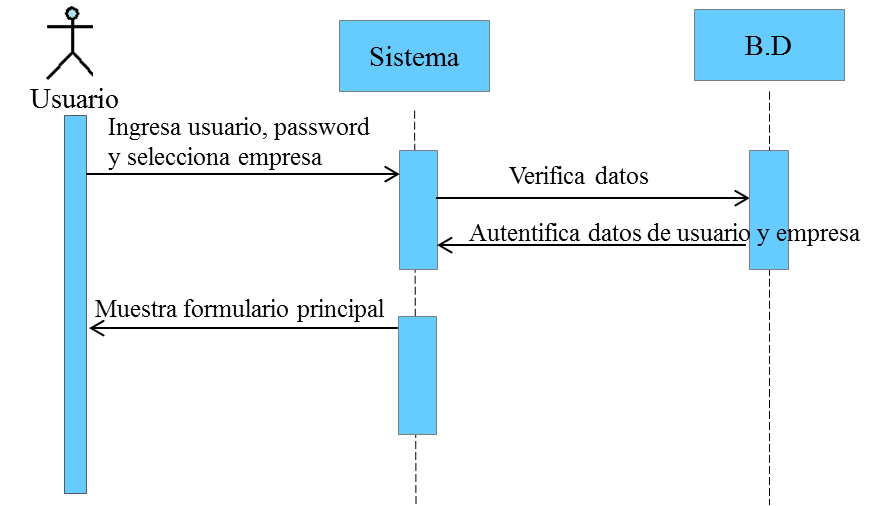 Sistema
B.D
Usuario
Ingresa usuario, password
y selecciona empresa
Verifica datos
Autentifica datos de usuario y empresa
Muestra formulario principal